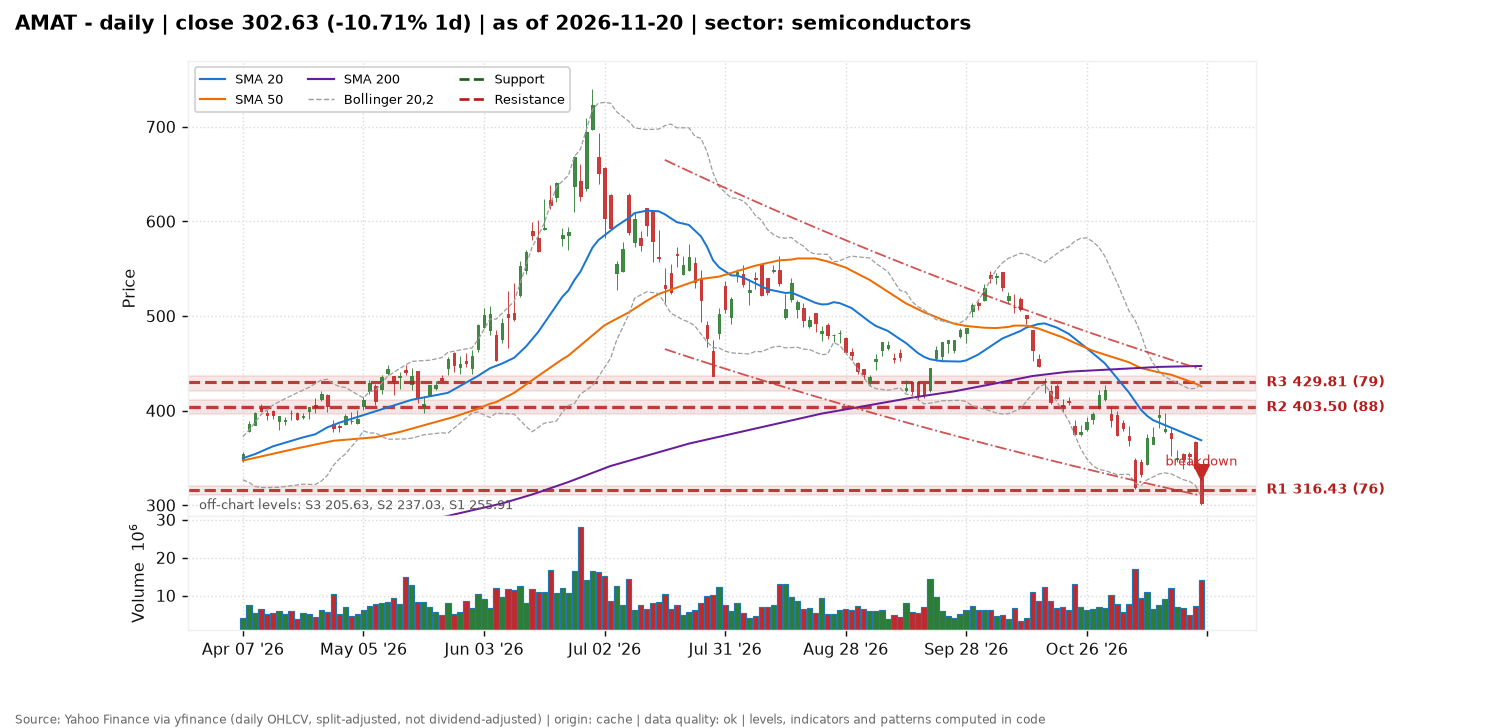 AMAT - daily | close 302.63 (-10.71% 1d) | as of 2026-11-20 | sector: semiconductors
SMA 20
SMA 50
SMA 200
Bollinger 20,2
Support
Resistance
Price
700
600
500
400
300
R3 429.81 (79)
R2 403.50 (88)
breakdown
R1 316.43 (76)
off-chart levels: S3 205.63, S2 237.03, S1 255.91
Volume 10⁶
30
20
10
Apr 07 '26
May 05 '26
Jun 03 '26
Jul 02 '26
Jul 31 '26
Aug 28 '26
Sep 28 '26
Oct 26 '26
Source: Yahoo Finance via yfinance (daily OHLCV, split-adjusted, not dividend-adjusted) | origin: cache | data quality: ok | levels, indicators and patterns computed in code